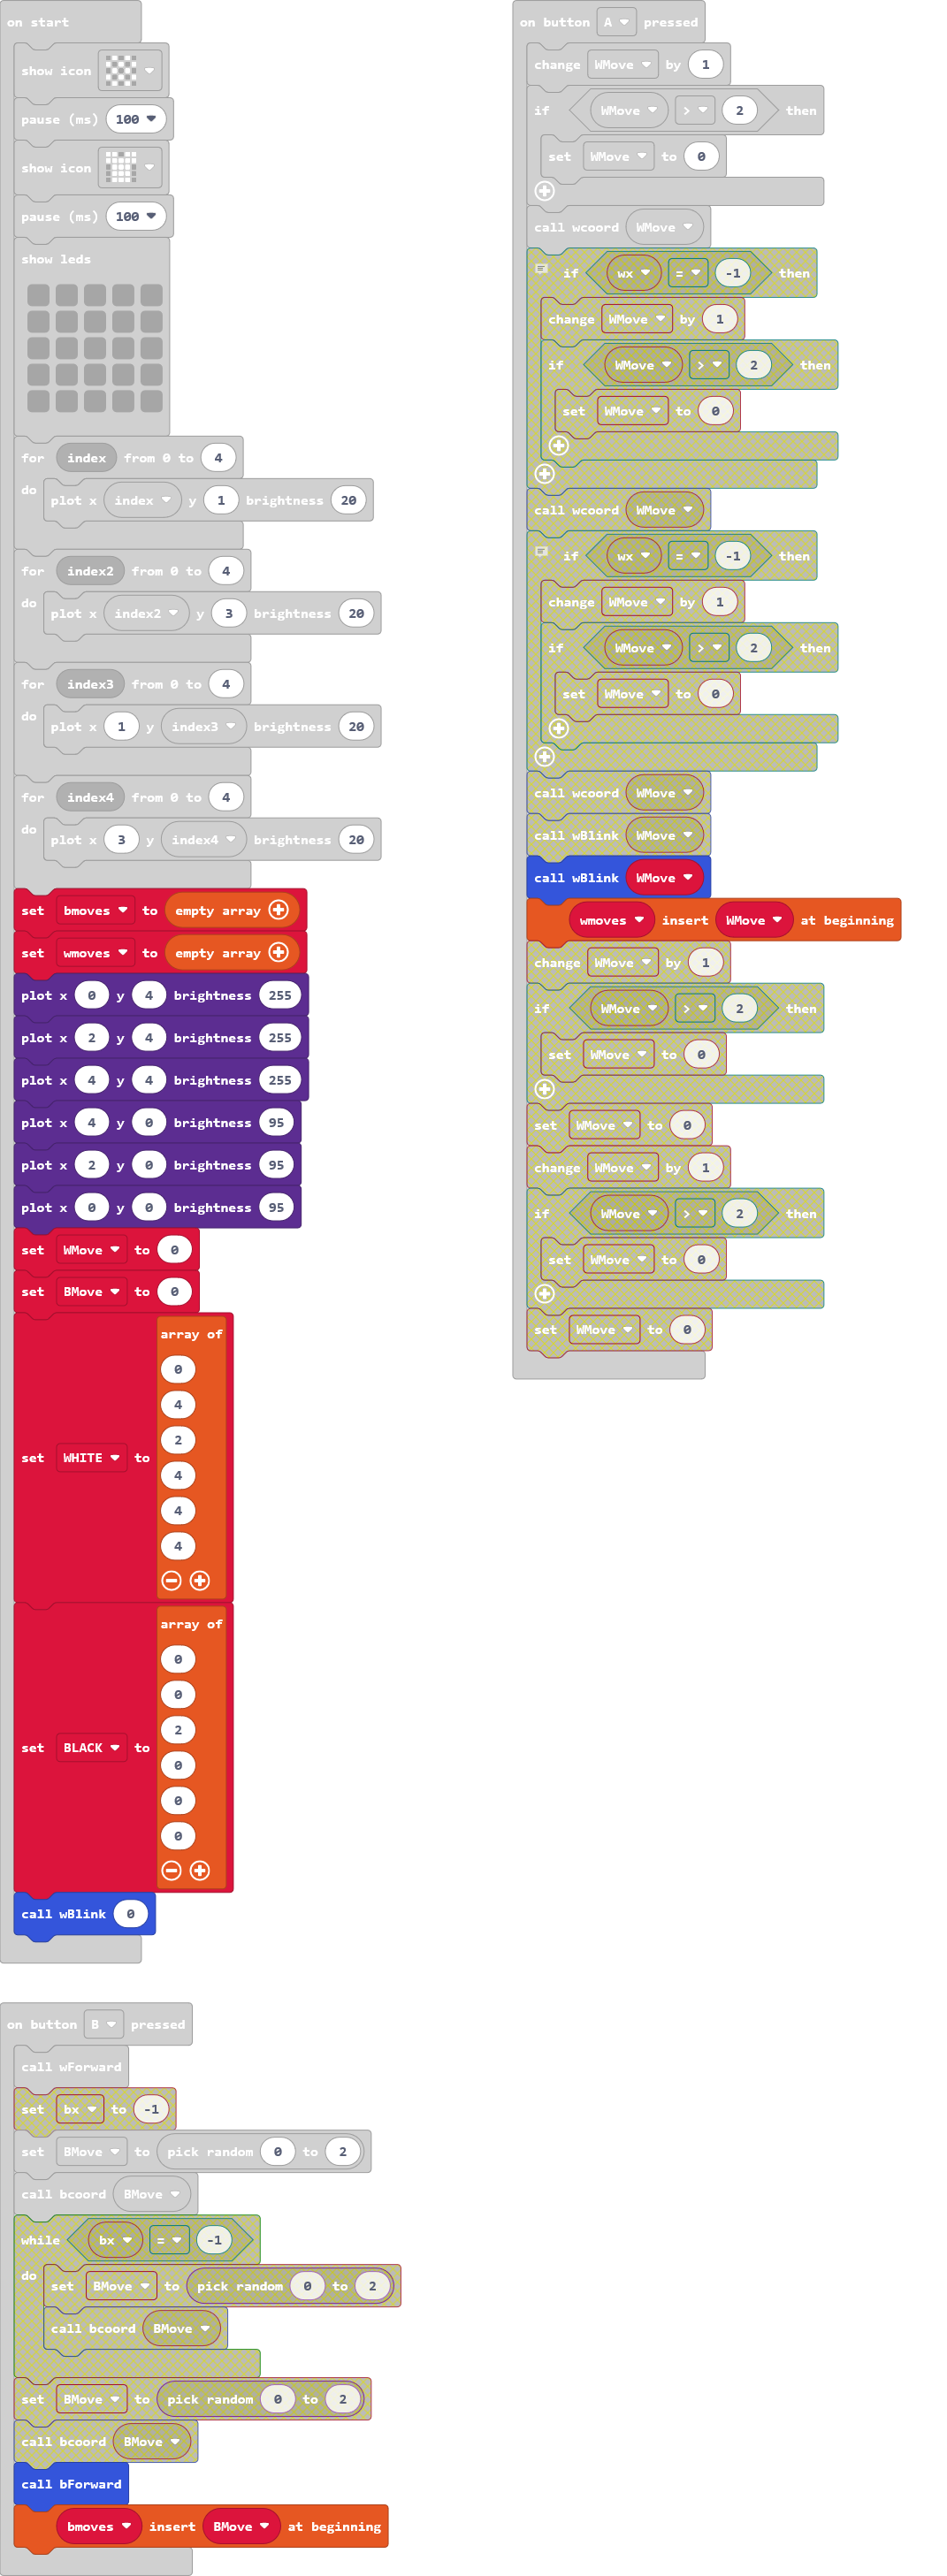 on start
show icon
pause (ms) 100
show icon
pause (ms) 100
show leds
for index from 0 to 4
do plot x index y 1 brightness 20
for index2 from 0 to 4
do plot x index2 y 3 brightness 20
for index3 from 0 to 4
do plot x 1 y index3 brightness 20
for index4 from 0 to 4
do plot x 3 y index4 brightness 20
set bmoves to empty array
set wmoves to empty array
plot x 0 y 4 brightness 255
plot x 2 y 4 brightness 255
plot x 4 y 4 brightness 255
plot x 4 y 0 brightness 95
plot x 2 y 0 brightness 95
plot x 0 y 0 brightness 95
set WMove to 0
set BMove to 0
set WHITE to array of
0
4
2
4
4
4
set BLACK to array of
0
0
2
0
0
0
call wBlink 0
on button A pressed
change WMove by 1
if WMove > 2 then
set WMove to 0
call wcoord WMove
if wx = -1 then
change WMove by 1
if WMove > 2 then
set WMove to 0
call wcoord WMove
if wx = -1 then
change WMove by 1
if WMove > 2 then
set WMove to 0
call wcoord WMove
call wBlink WMove
call wBlink WMove
wmoves insert WMove at beginning
change WMove by 1
if WMove > 2 then
set WMove to 0
set WMove to 0
change WMove by 1
if WMove > 2 then
set WMove to 0
set WMove to 0
on button B pressed
call wForward
set bx to -1
set BMove to pick random 0 to 2
call bcoord BMove
while bx = -1
do set BMove to pick random 0 to 2
call bcoord BMove
set BMove to pick random 0 to 2
call bcoord BMove
call bForward
bmoves insert BMove at beginning